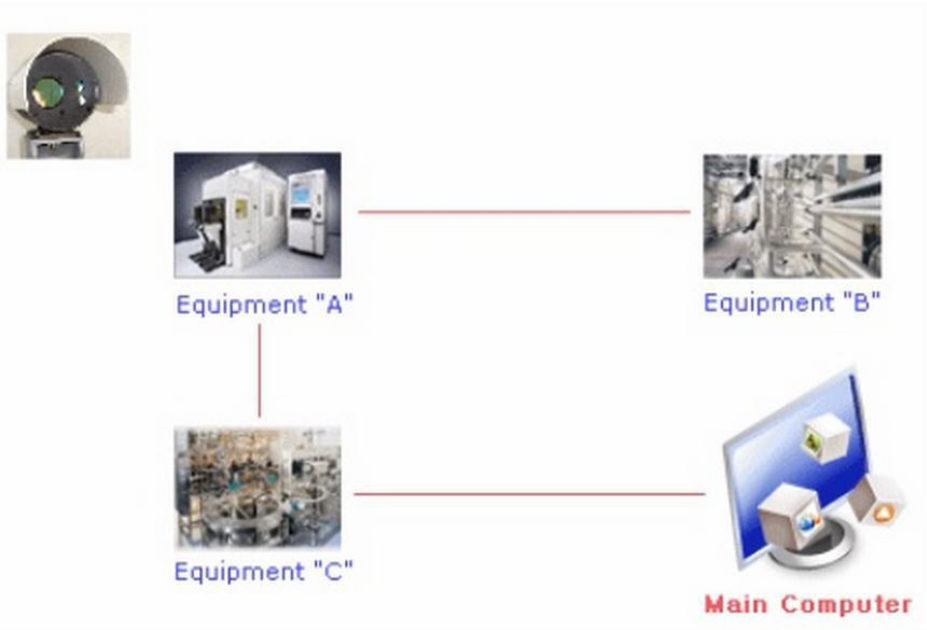 Equipment "A"
Equipment "B"
Equipment "C"
Main Computer